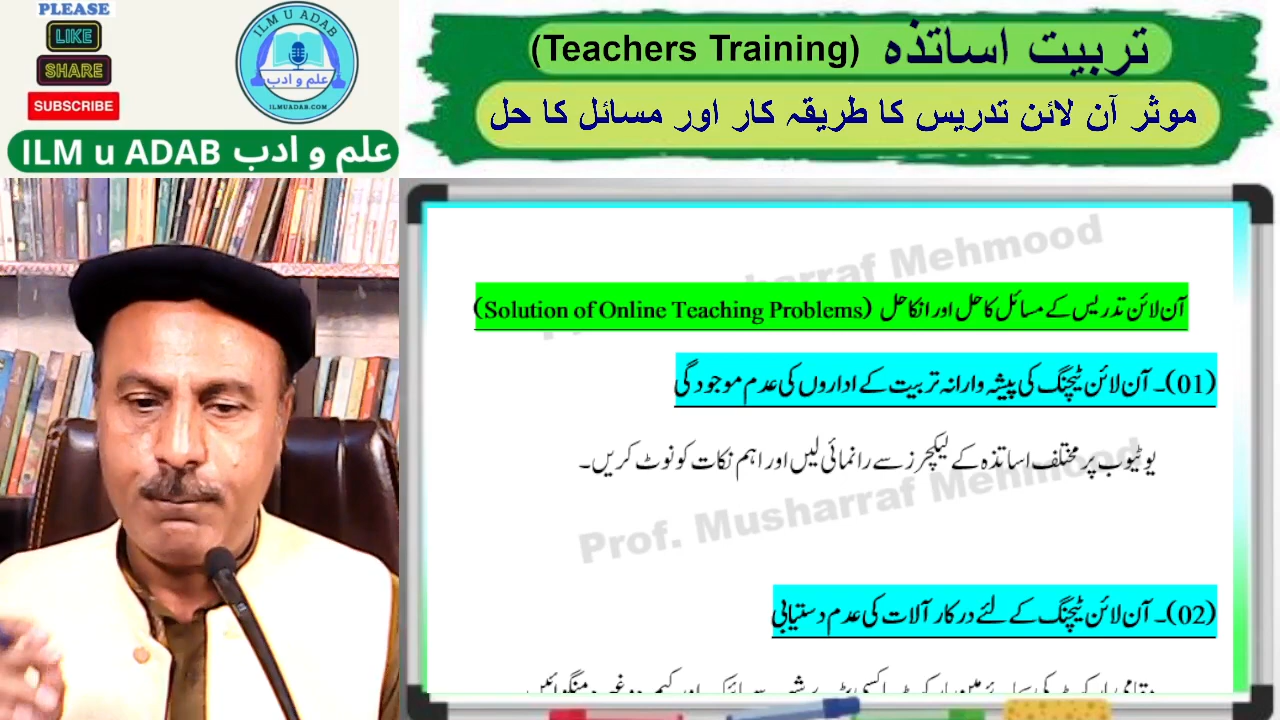 PLEASE
LIKE
SHARE
SUBSCRIBE
ILM U ADAB
علم و ادب
ILMUADAB.COM
ILM u ADAB علم و ادب
تربیت اساتذہ (Teachers Training)
موثر آن لائن تدریس کا طریقہ کار اور مسائل کا حل
Musharraf Mehmood
آن لائن تدریس کے مسائل کا حل اور انکا حل (Solution of Online Teaching Problems)
(01)۔ آن لائن ٹیچنگ کی پیشہ وارانہ تربیت کے اداروں کی عدم موجودگی
یوٹیوب پر مختلف اساتذہ کے لیکچرز سے رانمائی لیں اور اہم نکات کو نوٹ کریں۔
Prof. Musharraf Mehmood
(02)۔ آن لائن ٹیچنگ کے لئے درکار آلات کی عدم دستیابی